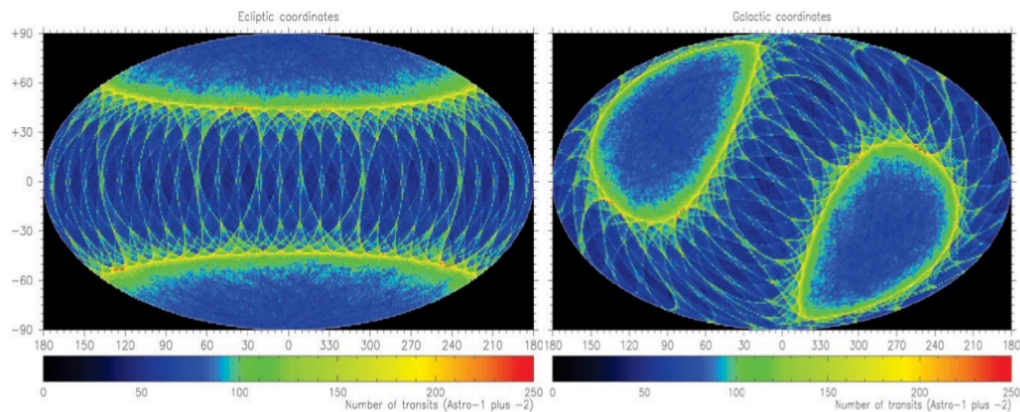 Ecliptic coordinates
Galactic coordinates
+90
+60
+30
0
-30
-60
-90
180 150 120 90 60 30 0 330 300 270 240 210 180
180 150 120 90 60 30 0 330 300 270 240 210 180
0 50 100 150 200 250
0 50 100 150 200 250
Number of transits (Astro-1 plus -2)
Number of transits (Astro-1 plus -2)